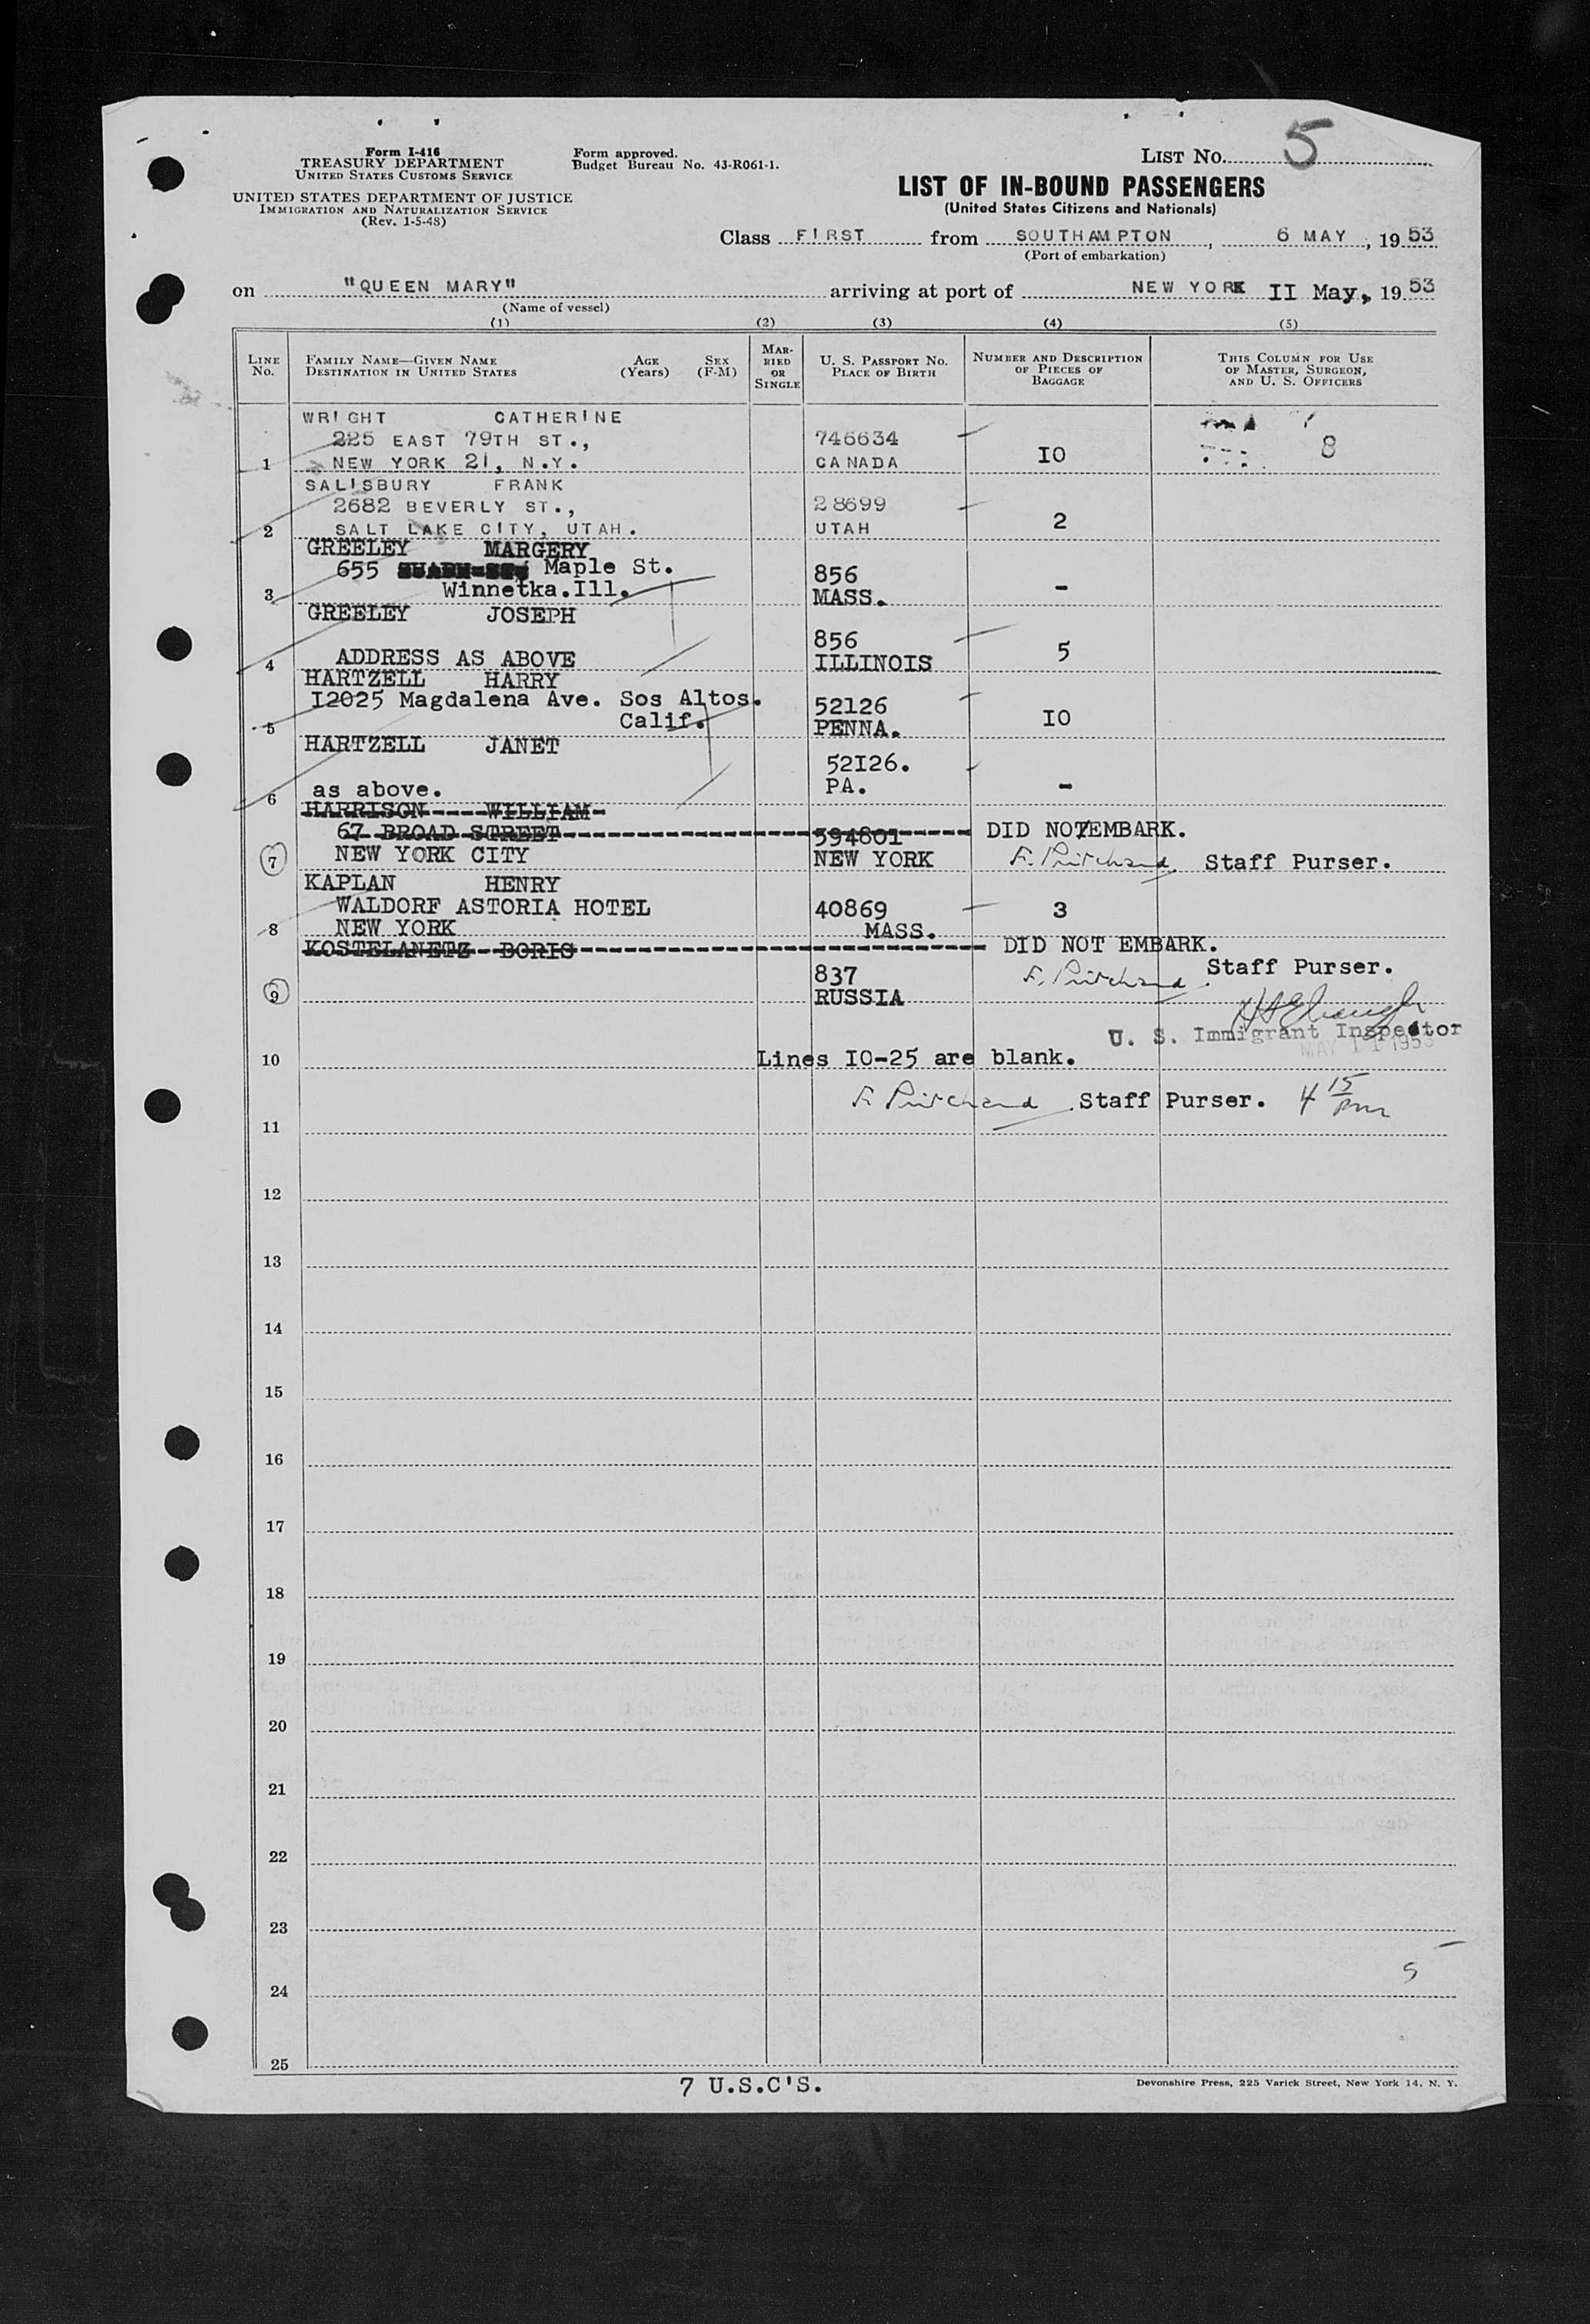 Form I-416
TREASURY DEPARTMENT
UNITED STATES CUSTOMS SERVICE
UNITED STATES DEPARTMENT OF JUSTICE
IMMIGRATION AND NATURALIZATION SERVICE
(Rev. 1-5-48)
Form approved.
Budget Bureau No. 43-R061-1.
LIST No. 5
LIST OF IN-BOUND PASSENGERS
(United States Citizens and Nationals)
Class FIRST from SOUTHAMPTON, 6 MAY, 1953
(Port of embarkation)
on "QUEEN MARY" arriving at port of NEW YORK II May, 1953
(Name of vessel)
(1) (2) (3) (4) (5)
LINE No.
FAMILY NAME—GIVEN NAME
DESTINATION IN UNITED STATES
AGE (Years)
SEX (F-M)
MARRIED OR SINGLE
U. S. PASSPORT No.
PLACE OF BIRTH
NUMBER AND DESCRIPTION OF PIECES OF BAGGAGE
THIS COLUMN FOR USE OF MASTER, SURGEON, AND U. S. OFFICERS
WRIGHT CATHERINE
225 EAST 79TH ST., 746634
1 NEW YORK 21, N.Y. CANADA IO 8
SALISBURY FRANK
2682 BEVERLY ST., 28699
2 SALT LAKE CITY, UTAH. UTAH 2
GREELEY MARGERY
655 Maple St. 856
3 Winnetka.Ill. MASS. -
GREELEY JOSEPH
856
4 ADDRESS AS ABOVE ILLINOIS 5
HARTZELL HARRY
I2025 Magdalena Ave. Sos Altos. 52126
5 Calif. PENNA. IO
HARTZELL JANET
52I26.
6 as above. PA. -
HARRISON WILLIAM
67 BROAD STREET 594801 DID NOT EMBARK.
7 NEW YORK CITY NEW YORK F. Pritchard Staff Purser.
KAPLAN HENRY
WALDORF ASTORIA HOTEL 40869 3
8 NEW YORK MASS.
KOSTELANETZ BORIS DID NOT EMBARK.
837 F. Pritchard Staff Purser.
9 RUSSIA
U. S. Immigrant Inspector
MAY 11 1953
10 Lines IO-25 are blank.
F. Pritchard Staff Purser. 4 15 pm
11
12
13
14
15
16
17
18
19
20
21
22
23
5
24
25
7 U.S.C'S.
Devonshire Press, 225 Varick Street, New York 14, N. Y.